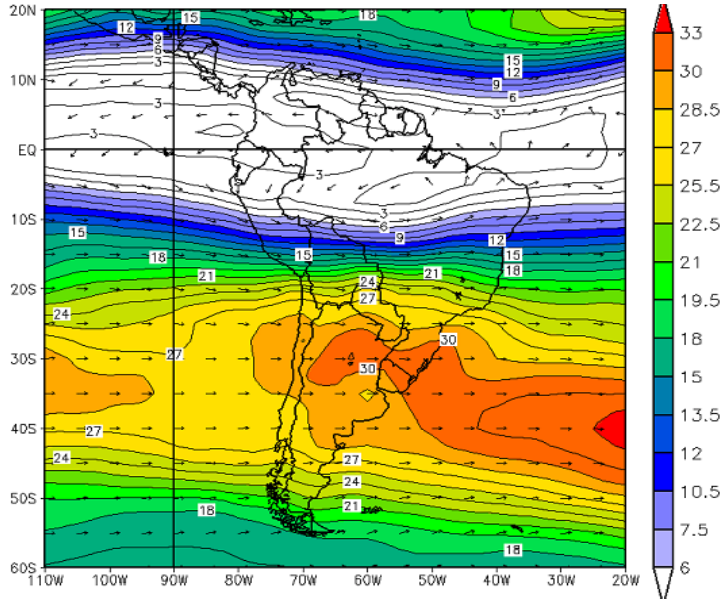 20N 18 15 12 9 6 3 15 12 9 6 3 33
10N 3 30
3 28.5
EQ 3 27
3 6 9 25.5
10S 15 12 15 15 22.5
18 21 24 21 18 21
20S 27 19.5
24 18
30S 27 30 30 15
13.5
40S 27 12
24 27 24 10.5
50S 18 21 7.5
18 6
60S
110W 100W 90W 80W 70W 60W 50W 40W 30W 20W